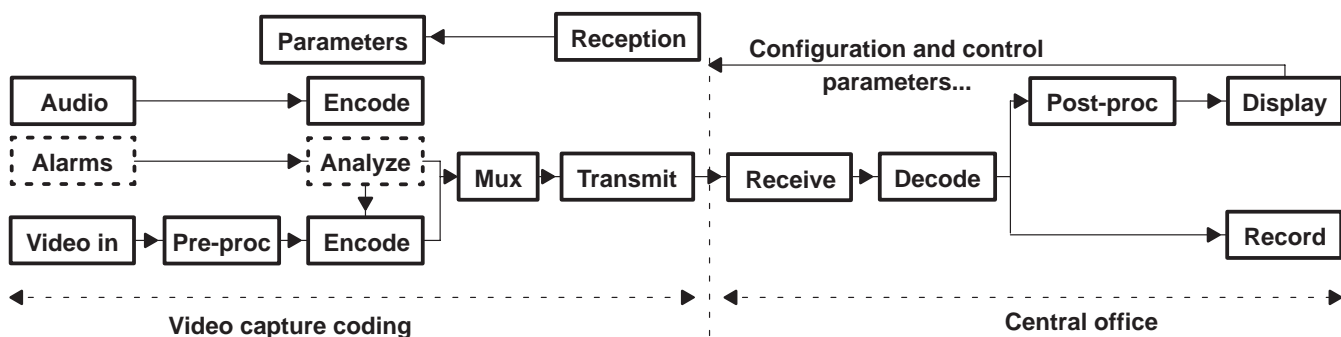 Parameters
Reception
Configuration and control
parameters...
Audio
Encode
Post-proc
Display
Alarms
Analyze
Mux
Transmit
Receive
Decode
Video in
Pre-proc
Encode
Record
Video capture coding
Central office